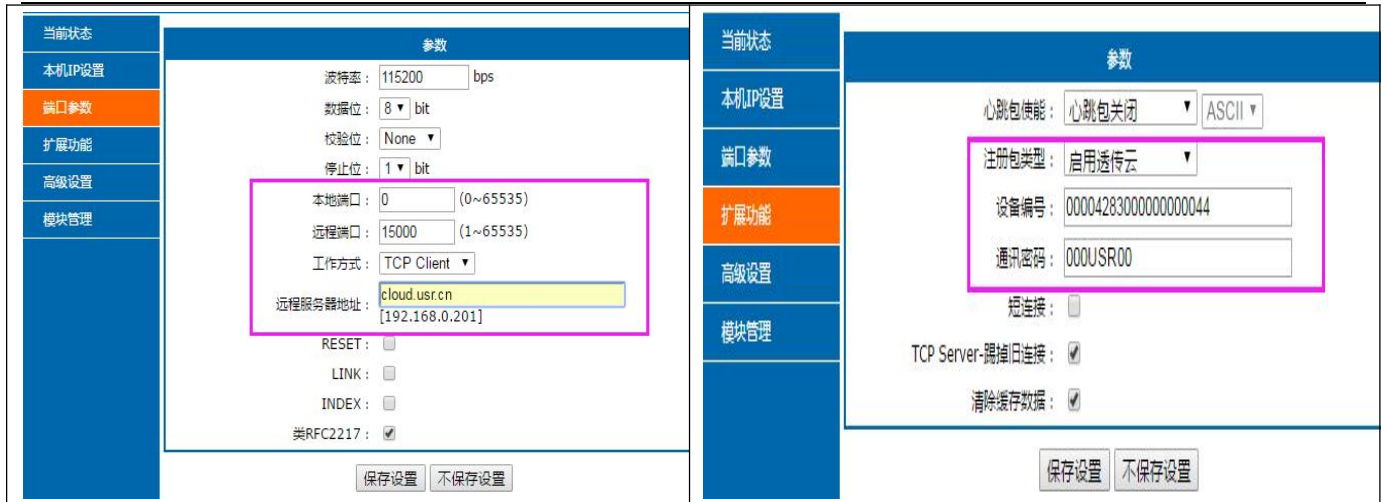 当前状态
本机IP设置
端口参数
扩展功能
高级设置
模块管理
参数
波特率： 115200 bps
数据位： 8 bit
校验位： None
停止位： 1 bit
本地端口： 0 (0~65535)
远程端口： 15000 (1~65535)
工作方式： TCP Client
远程服务器地址： cloud.usr.cn
[192.168.0.201]
RESET：
LINK：
INDEX：
类RFC2217：
保存设置 不保存设置
当前状态
本机IP设置
端口参数
扩展功能
高级设置
模块管理
参数
心跳包使能： 心跳包关闭 ASCII
注册包类型： 启用透传云
设备编号： 00004283000000000044
通讯密码： 000USR00
短连接：
TCP Server-踢掉旧连接：
清除缓存数据：
保存设置 不保存设置